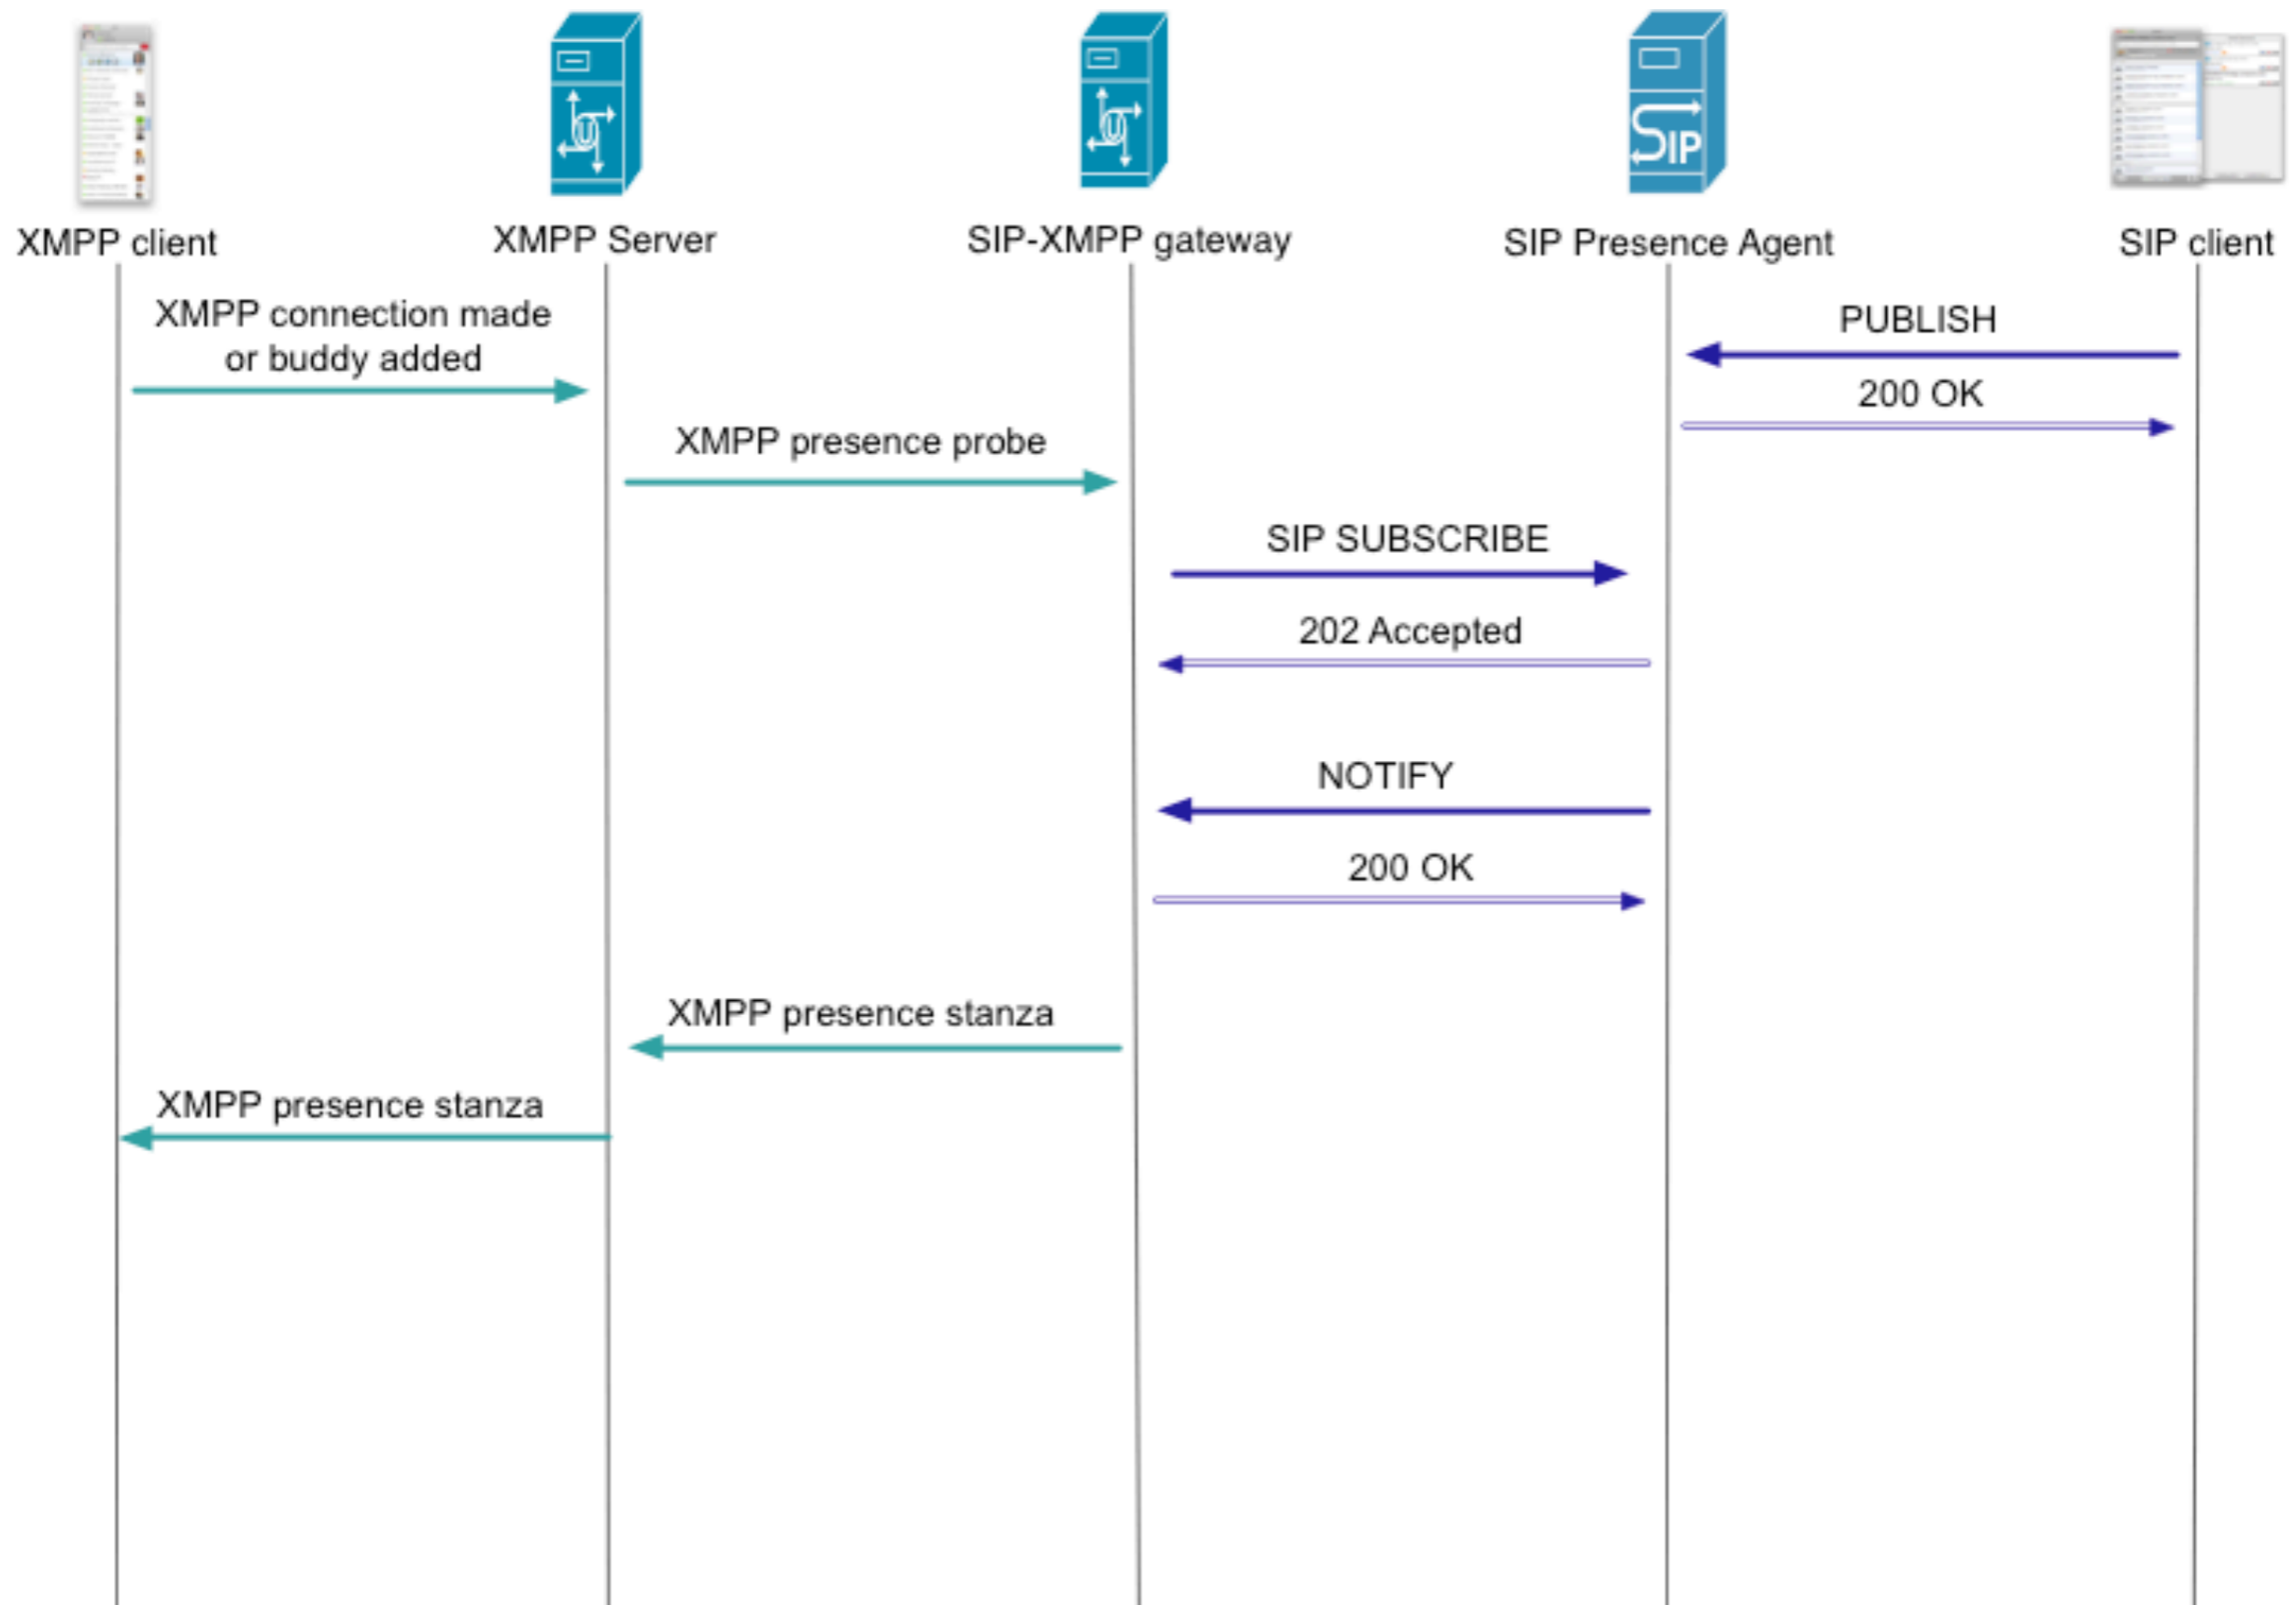 SIP
XMPP client
XMPP Server
SIP-XMPP gateway
SIP Presence Agent
SIP client
XMPP connection made
or buddy added
PUBLISH
200 OK
XMPP presence probe
SIP SUBSCRIBE
202 Accepted
NOTIFY
200 OK
XMPP presence stanza
XMPP presence stanza